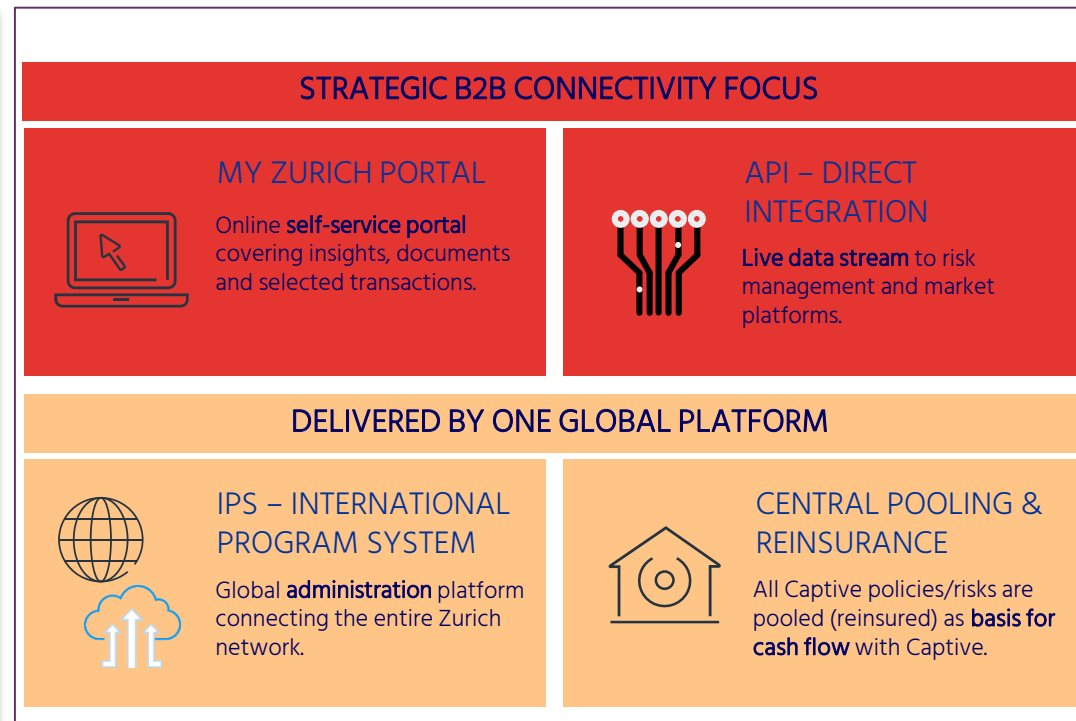 STRATEGIC B2B CONNECTIVITY FOCUS
MY ZURICH PORTAL
Online self-service portal
covering insights, documents
and selected transactions.
API – DIRECT
INTEGRATION
Live data stream to risk
management and market
platforms.
DELIVERED BY ONE GLOBAL PLATFORM
IPS – INTERNATIONAL
PROGRAM SYSTEM
Global administration platform
connecting the entire Zurich
network.
CENTRAL POOLING &
REINSURANCE
All Captive policies/risks are
pooled (reinsured) as basis for
cash flow with Captive.